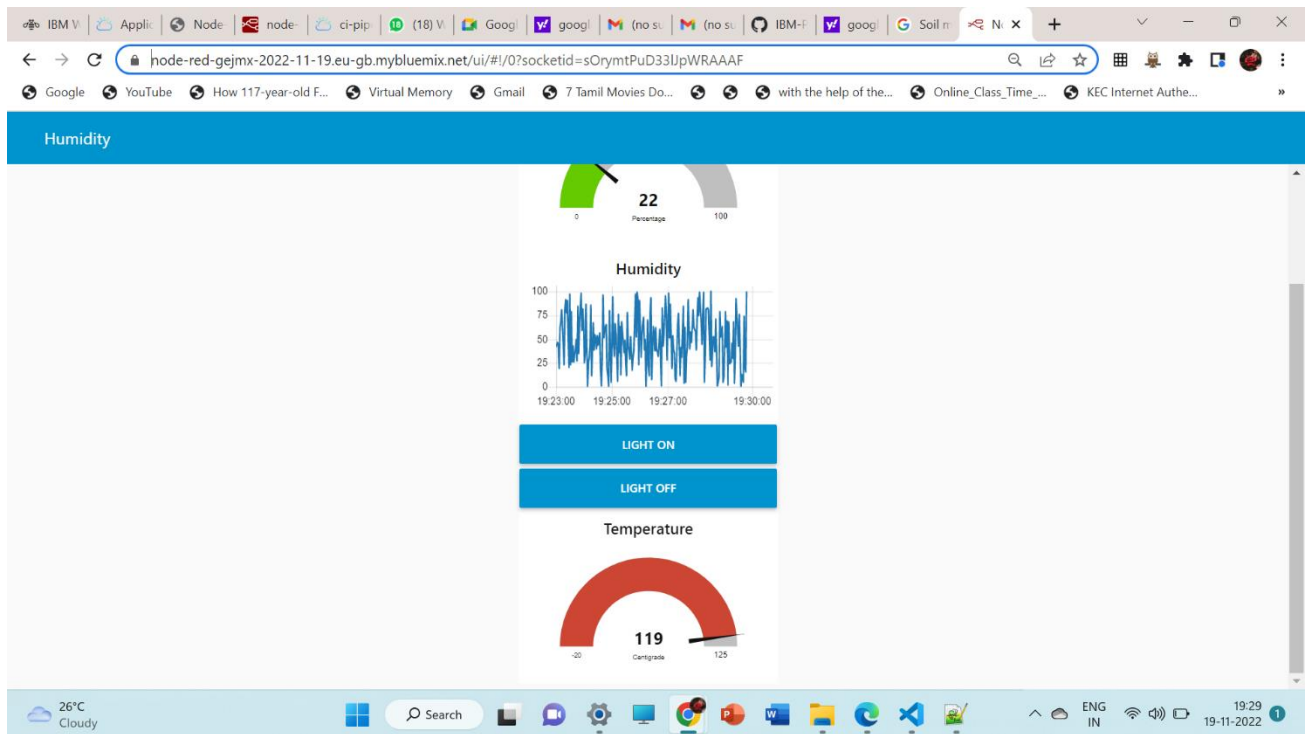 IBM W
Applic
Node-
node-
ci-pip
(18) W
Googl
googl
(no su
(no su
IBM-F
googl
Soil m
No
node-red-gejmx-2022-11-19.eu-gb.mybluemix.net/ui/#!/0?socketid=sOrymtPuD33lJpWRAAAF
Google YouTube How 117-year-old F... Virtual Memory Gmail 7 Tamil Movies Do... with the help of the... Online_Class_Time_... KEC Internet Authe... »
Humidity
22
0 Percentage 100
Humidity
100
75
50
25
0
19:23:00 19:25:00 19:27:00 19:30:00
LIGHT ON
LIGHT OFF
Temperature
119
-20 Centigrade 125
26°C
Cloudy
Search
ENG
IN
19:29
19-11-2022
1